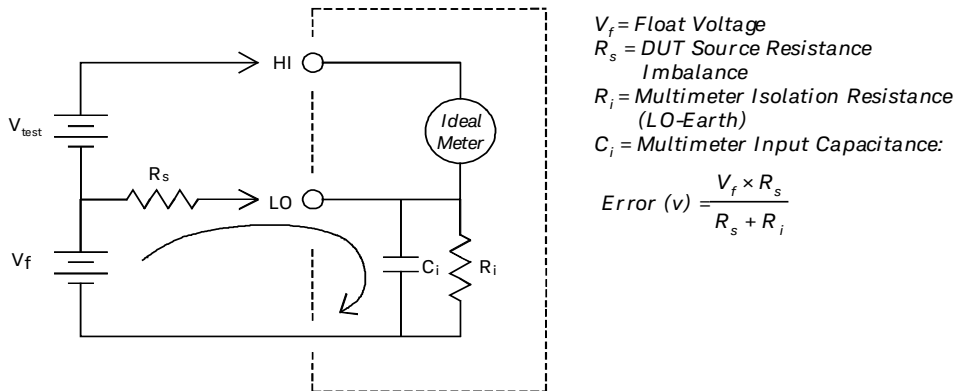 HI
V_test
Ideal
Meter
R_s
LO
V_f
C_i
R_i
V_f = Float Voltage
R_s = DUT Source Resistance
Imbalance
R_i = Multimeter Isolation Resistance
(LO-Earth)
C_i = Multimeter Input Capacitance:
Error (v) = V_f × R_s / R_s + R_i